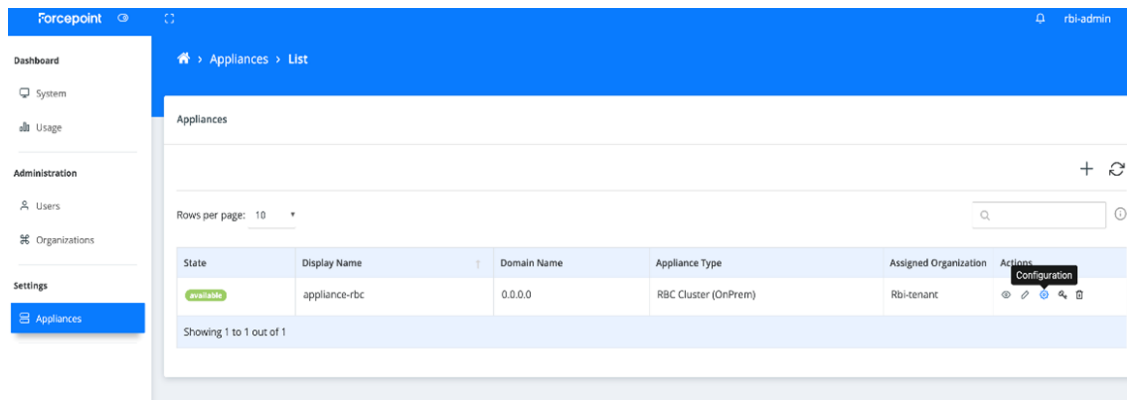 Forcepoint
rbi-admin
Dashboard
System
Usage
Administration
Users
Organizations
Settings
Appliances
Appliances > List
Appliances
Rows per page: 10
State Display Name Domain Name Appliance Type Assigned Organization Actions
Configuration
available appliance-rbc 0.0.0.0 RBC Cluster (OnPrem) Rbi-tenant
Showing 1 to 1 out of 1